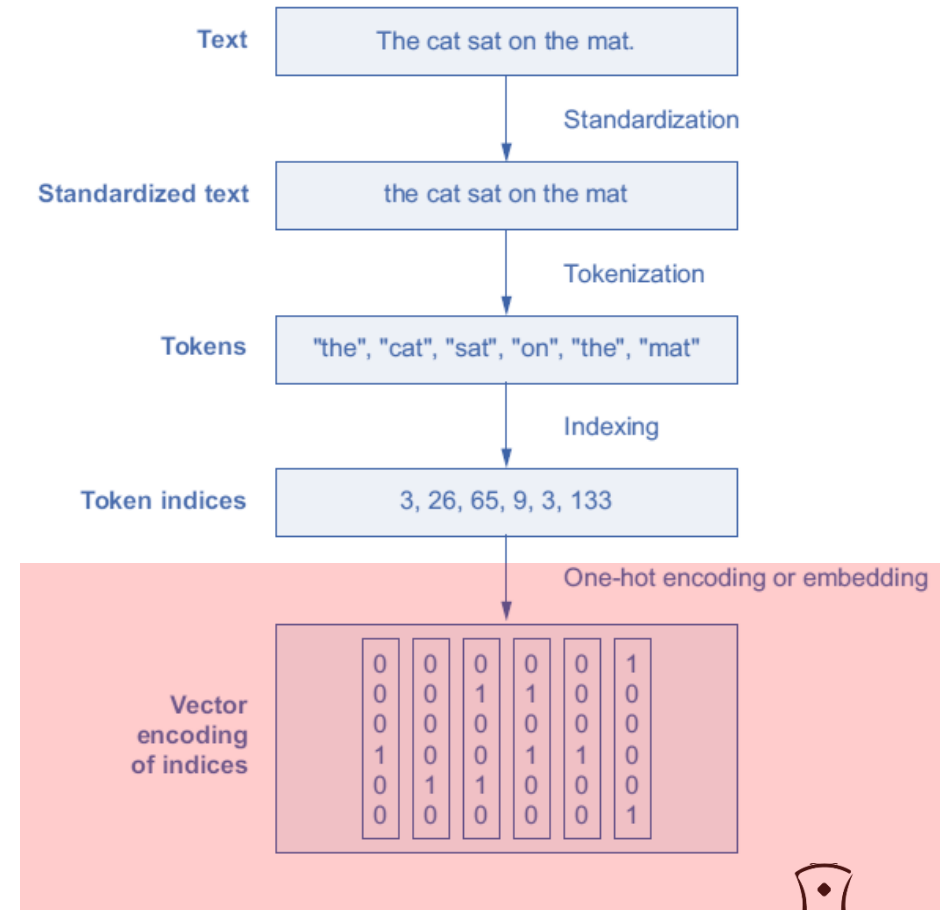 Text
The cat sat on the mat.
Standardization
Standardized text
the cat sat on the mat
Tokenization
Tokens
"the", "cat", "sat", "on", "the", "mat"
Indexing
Token indices
3, 26, 65, 9, 3, 133
One-hot encoding or embedding
Vector
encoding
of indices
0 0 0 0 0 1
0 0 1 1 0 0
0 0 0 0 0 0
1 0 0 1 1 0
0 1 1 0 0 0
0 0 0 0 0 1